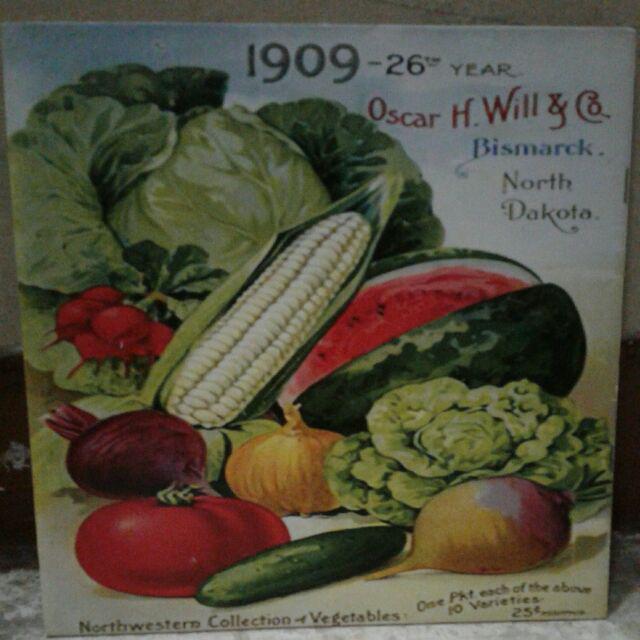 1909 - 26TH YEAR.
Oscar H. Will & Co.
Bismarck.
North
Dakota.
Northwestern Collection of Vegetables: One Pkt. each of the above
10 Varieties.
25¢